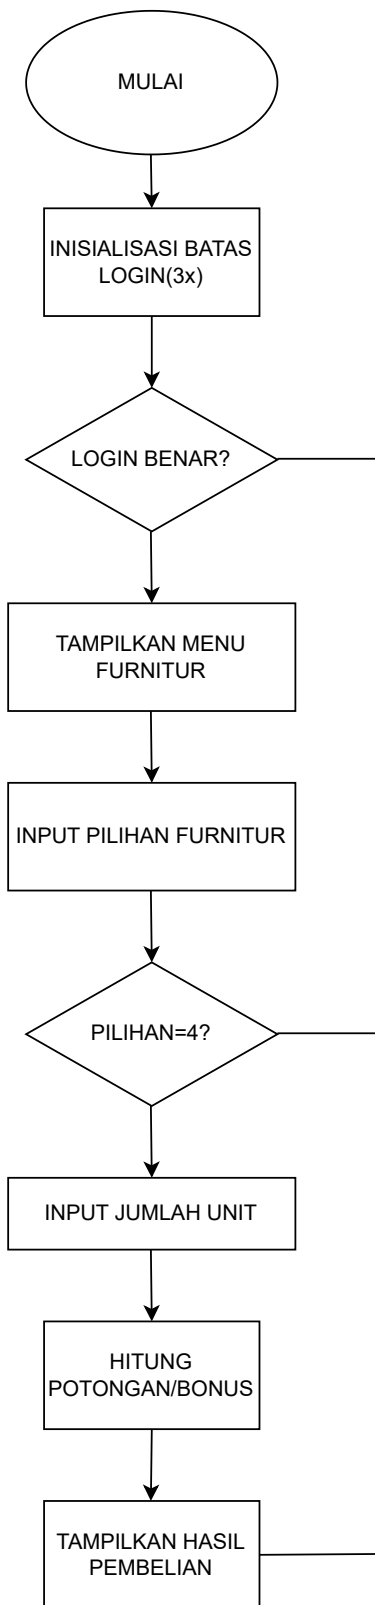 MULAI
INISIALISASI BATAS
LOGIN(3x)
LOGIN BENAR?
TAMPILKAN MENU
FURNITUR
INPUT PILIHAN FURNITUR
PILIHAN=4?
INPUT JUMLAH UNIT
HITUNG
POTONGAN/BONUS
TAMPILKAN HASIL
PEMBELIAN